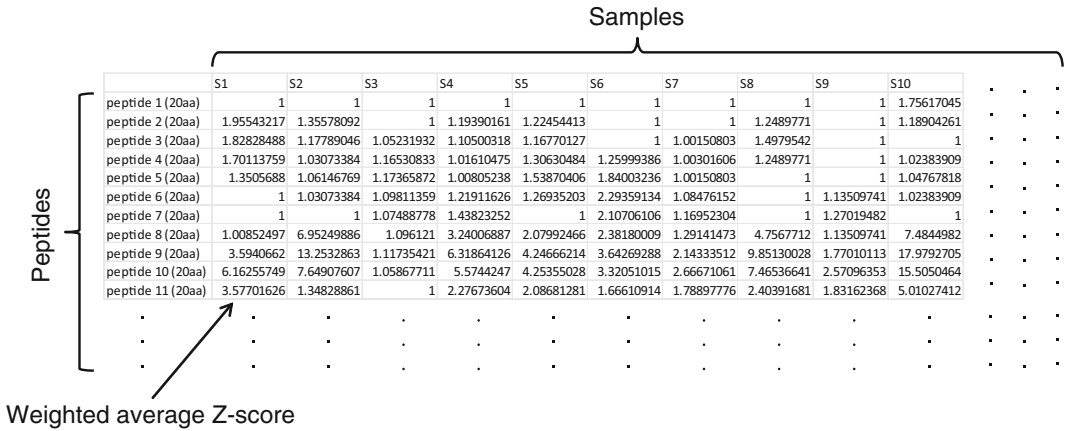 Samples
S1 S2 S3 S4 S5 S6 S7 S8 S9 S10
peptide 1 (20aa) 1 1 1 1 1 1 1 1 1 1.75617045
peptide 2 (20aa) 1.95543217 1.35578092 1 1.19390161 1.22454413 1 1 1.2489771 1 1.18904261
peptide 3 (20aa) 1.82828488 1.17789046 1.05231932 1.10500318 1.16770127 1 1.00150803 1.4979542 1 1
peptide 4 (20aa) 1.70113759 1.03073384 1.16530833 1.01610475 1.30630484 1.25999386 1.00301606 1.2489771 1 1.02383909
peptide 5 (20aa) 1.3505688 1.06146769 1.17365872 1.00805238 1.53870406 1.84003236 1.00150803 1 1 1.04767818
peptide 6 (20aa) 1 1.03073384 1.09811359 1.21911626 1.26935203 2.29359134 1.08476152 1 1.13509741 1.02383909
peptide 7 (20aa) 1 1 1.07488778 1.43823252 1 2.10706106 1.16952304 1 1.27019482 1
peptide 8 (20aa) 1.00852497 6.95249886 1.096121 3.24006887 2.07992466 2.38180009 1.29141473 4.7567712 1.13509741 7.4844982
peptide 9 (20aa) 3.5940662 13.2532863 1.11735421 6.31864126 4.24666214 3.64269288 2.14333512 9.85130028 1.77010113 17.9792705
peptide 10 (20aa) 6.16255749 7.64907607 1.05867711 5.5744247 4.25355028 3.32051015 2.66671061 7.46536641 2.57096353 15.5050464
peptide 11 (20aa) 3.57701626 1.34828861 1 2.27673604 2.08681281 1.66610914 1.78897776 2.40391681 1.83162368 5.01027412
Peptides
Weighted average Z-score